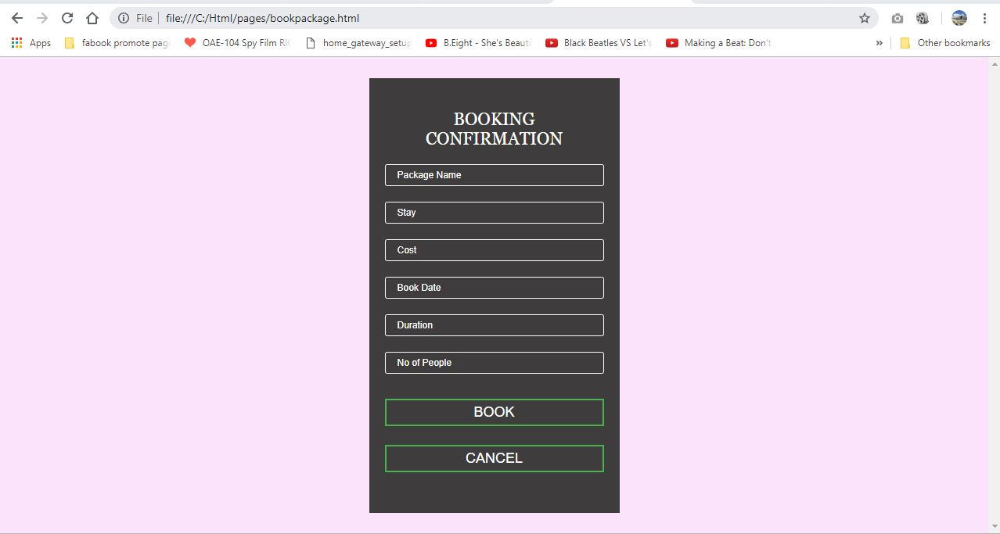 File
file:///C:/Html/pages/bookpackage.html
Apps
fabook promote pag
OAE-104 Spy Film RI
home_gateway_setup
B.Eight - She's Beaut
Black Beatles VS Let's
Making a Beat: Don't
»
Other bookmarks
BOOKING
CONFIRMATION
Package Name
Stay
Cost
Book Date
Duration
No of People
BOOK
CANCEL